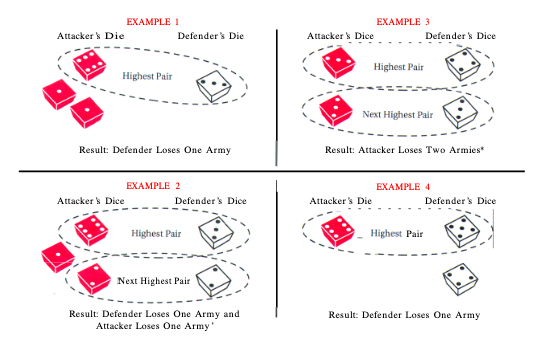 EXAMPLE 1
Attacker's Die
Defender's Die
Highest Pair
Result: Defender Loses One Army
EXAMPLE 3
Attacker's Dice
Defender's Dice
Highest Pair
Next Highest Pair
Result: Attacker Loses Two Armies*
EXAMPLE 2
Attacker's Dice
Defender's Dice
Highest Pair
Next Highest Pair
Result: Defender Loses One Army and
Attacker Loses One Army'
EXAMPLE 4
Attacker's Die
Defender's Dice
Highest Pair
Result: Defender Loses One Army